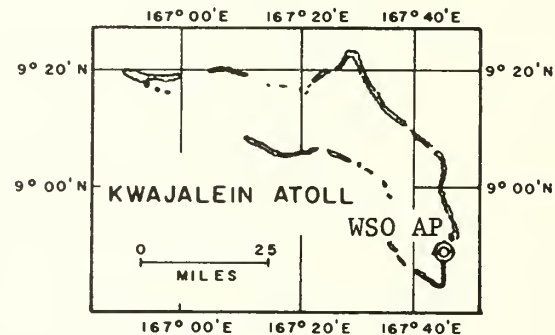 167° 00'E 167° 20'E 167° 40'E
9° 20' N 9° 20' N
9° 00' N 9° 00' N
KWAJALEIN ATOLL
WSO AP
0 25
MILES
167° 00'E 167° 20'E 167° 40'E